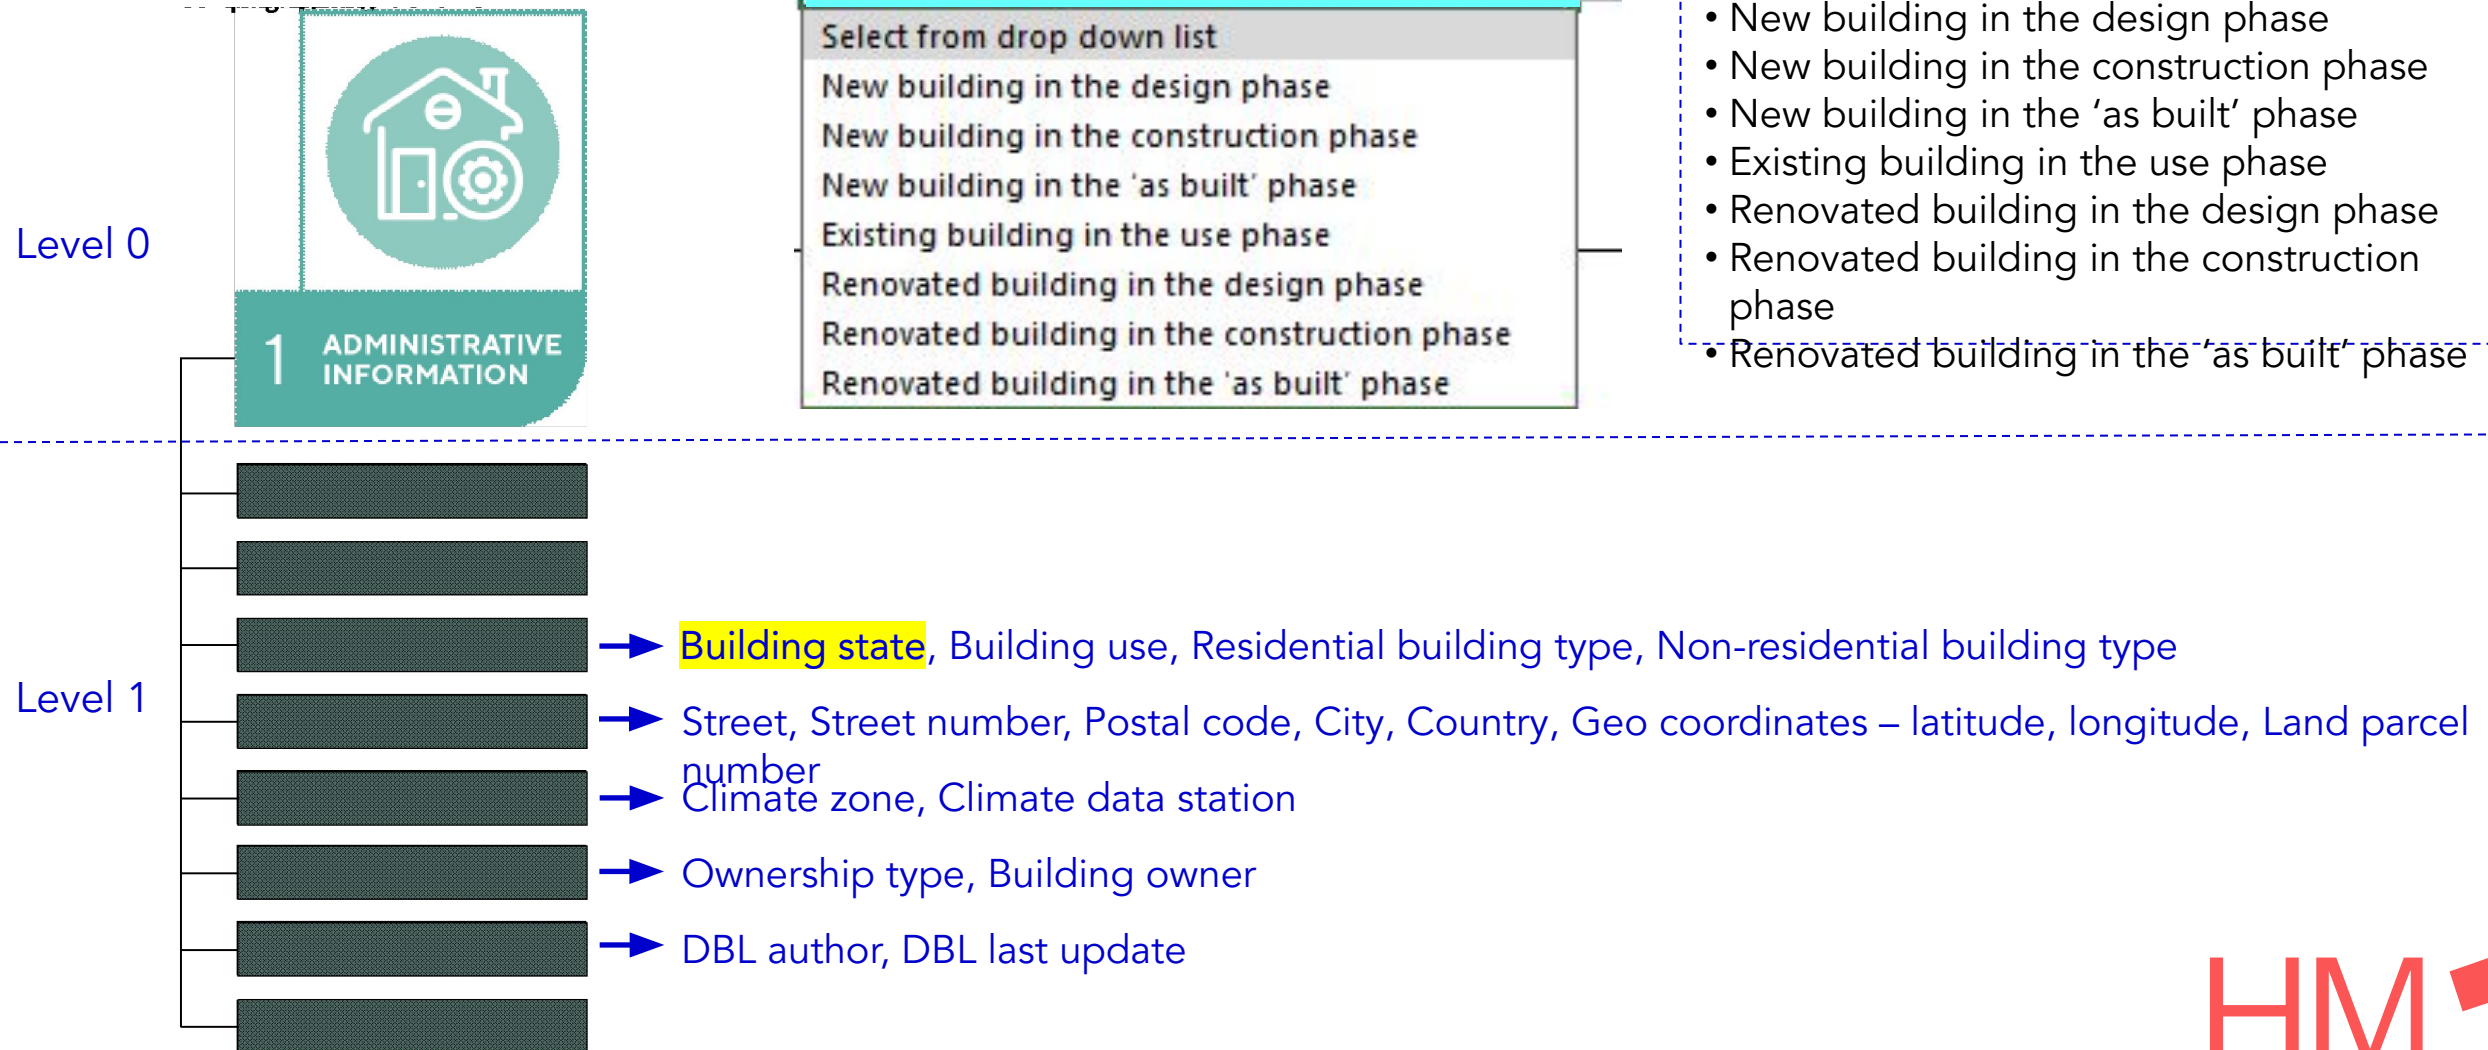 Select from drop down list
New building in the design phase
New building in the construction phase
New building in the 'as built' phase
Existing building in the use phase
Renovated building in the design phase
Renovated building in the construction phase
Renovated building in the 'as built' phase
• New building in the design phase
• New building in the construction phase
• New building in the ‘as built’ phase
• Existing building in the use phase
• Renovated building in the design phase
• Renovated building in the construction
phase
• Renovated building in the ‘as built’ phase
Level 0
1 ADMINISTRATIVE
INFORMATION
Level 1
Building state, Building use, Residential building type, Non-residential building type
Street, Street number, Postal code, City, Country, Geo coordinates – latitude, longitude, Land parcel
number
Climate zone, Climate data station
Ownership type, Building owner
DBL author, DBL last update
HM